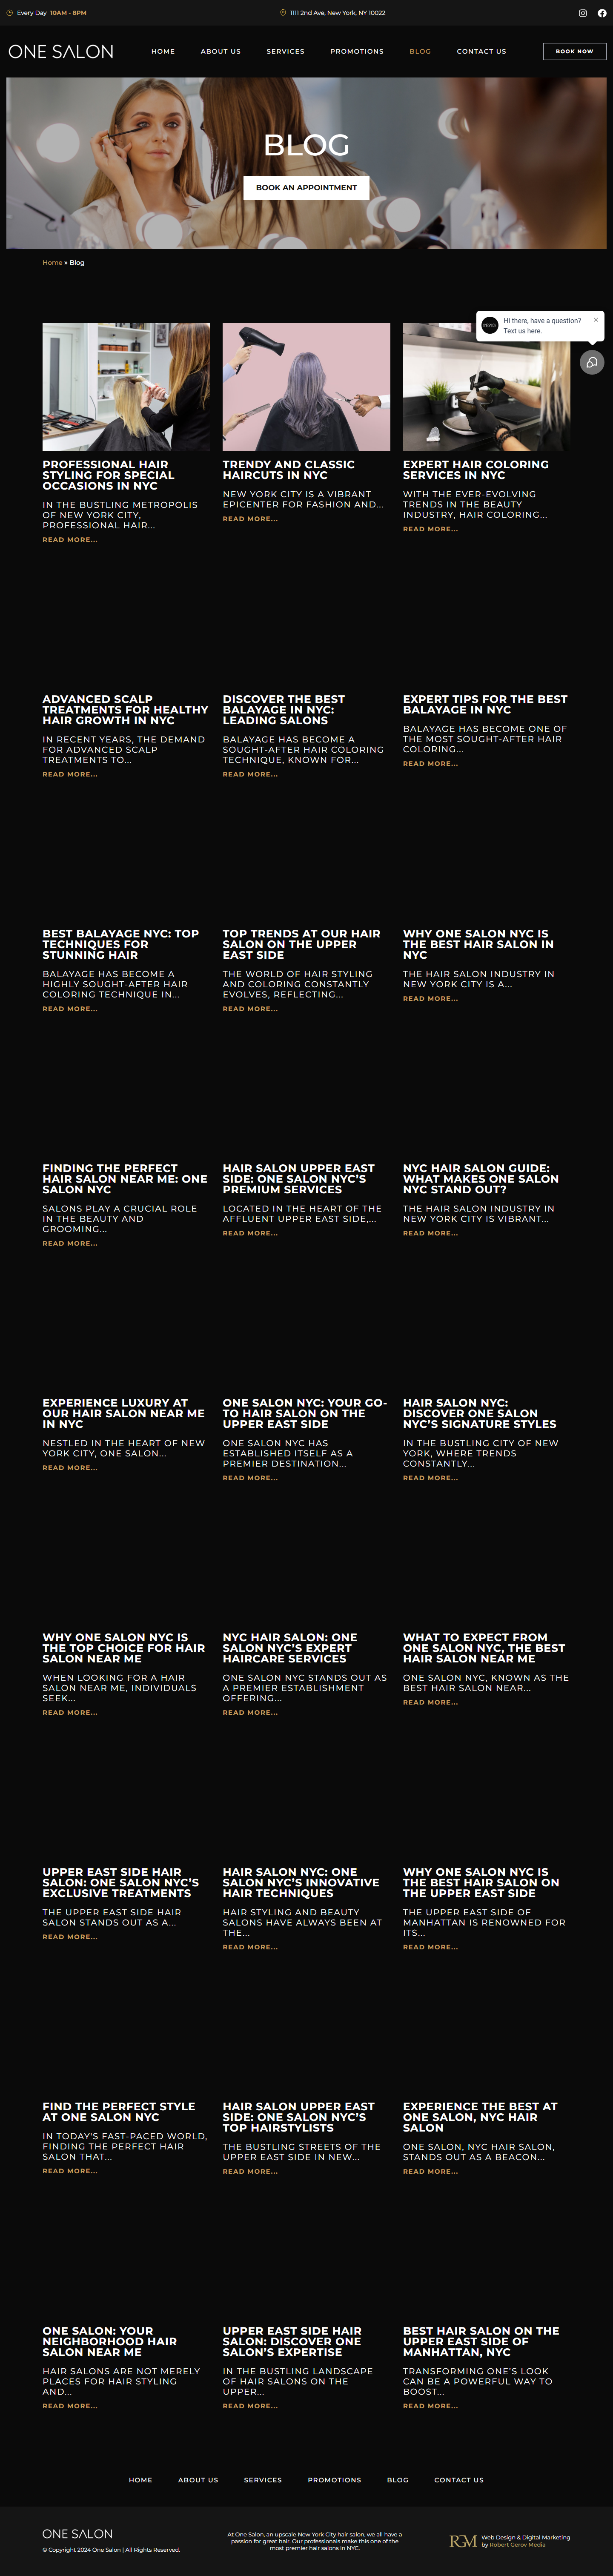 Every Day 10AM - 8PM
1111 2nd Ave, New York, NY 10022
ONE SALON
HOME
ABOUT US
SERVICES
PROMOTIONS
BLOG
CONTACT US
BOOK NOW
BLOG
BOOK AN APPOINTMENT
Home » Blog
Hi there, have a question?
Text us here.
PROFESSIONAL HAIR
STYLING FOR SPECIAL
OCCASIONS IN NYC
IN THE BUSTLING METROPOLIS
OF NEW YORK CITY,
PROFESSIONAL HAIR...
READ MORE...
TRENDY AND CLASSIC
HAIRCUTS IN NYC
NEW YORK CITY IS A VIBRANT
EPICENTER FOR FASHION AND...
READ MORE...
EXPERT HAIR COLORING
SERVICES IN NYC
WITH THE EVER-EVOLVING
TRENDS IN THE BEAUTY
INDUSTRY, HAIR COLORING...
READ MORE...
ADVANCED SCALP
TREATMENTS FOR HEALTHY
HAIR GROWTH IN NYC
IN RECENT YEARS, THE DEMAND
FOR ADVANCED SCALP
TREATMENTS TO...
READ MORE...
DISCOVER THE BEST
BALAYAGE IN NYC:
LEADING SALONS
BALAYAGE HAS BECOME A
SOUGHT-AFTER HAIR COLORING
TECHNIQUE, KNOWN FOR...
READ MORE...
EXPERT TIPS FOR THE BEST
BALAYAGE IN NYC
BALAYAGE HAS BECOME ONE OF
THE MOST SOUGHT-AFTER HAIR
COLORING...
READ MORE...
BEST BALAYAGE NYC: TOP
TECHNIQUES FOR
STUNNING HAIR
BALAYAGE HAS BECOME A
HIGHLY SOUGHT-AFTER HAIR
COLORING TECHNIQUE IN...
READ MORE...
TOP TRENDS AT OUR HAIR
SALON ON THE UPPER
EAST SIDE
THE WORLD OF HAIR STYLING
AND COLORING CONSTANTLY
EVOLVES, REFLECTING...
READ MORE...
WHY ONE SALON NYC IS
THE BEST HAIR SALON IN
NYC
THE HAIR SALON INDUSTRY IN
NEW YORK CITY IS A...
READ MORE...
FINDING THE PERFECT
HAIR SALON NEAR ME: ONE
SALON NYC
SALONS PLAY A CRUCIAL ROLE
IN THE BEAUTY AND
GROOMING...
READ MORE...
HAIR SALON UPPER EAST
SIDE: ONE SALON NYC'S
PREMIUM SERVICES
LOCATED IN THE HEART OF THE
AFFLUENT UPPER EAST SIDE,...
READ MORE...
NYC HAIR SALON GUIDE:
WHAT MAKES ONE SALON
NYC STAND OUT?
THE HAIR SALON INDUSTRY IN
NEW YORK CITY IS VIBRANT...
READ MORE...
EXPERIENCE LUXURY AT
OUR HAIR SALON NEAR ME
IN NYC
NESTLED IN THE HEART OF NEW
YORK CITY, ONE SALON...
READ MORE...
ONE SALON NYC: YOUR GO-
TO HAIR SALON ON THE
UPPER EAST SIDE
ONE SALON NYC HAS
ESTABLISHED ITSELF AS A
PREMIER DESTINATION...
READ MORE...
HAIR SALON NYC:
DISCOVER ONE SALON
NYC'S SIGNATURE STYLES
IN THE BUSTLING CITY OF NEW
YORK, WHERE TRENDS
CONSTANTLY...
READ MORE...
WHY ONE SALON NYC IS
THE TOP CHOICE FOR HAIR
SALON NEAR ME
WHEN LOOKING FOR A HAIR
SALON NEAR ME, INDIVIDUALS
SEEK...
READ MORE...
NYC HAIR SALON: ONE
SALON NYC'S EXPERT
HAIRCARE SERVICES
ONE SALON NYC STANDS OUT AS
A PREMIER ESTABLISHMENT
OFFERING...
READ MORE...
WHAT TO EXPECT FROM
ONE SALON NYC, THE BEST
HAIR SALON NEAR ME
ONE SALON NYC, KNOWN AS THE
BEST HAIR SALON NEAR...
READ MORE...
UPPER EAST SIDE HAIR
SALON: ONE SALON NYC'S
EXCLUSIVE TREATMENTS
THE UPPER EAST SIDE HAIR
SALON STANDS OUT AS A...
READ MORE...
HAIR SALON NYC: ONE
SALON NYC'S INNOVATIVE
HAIR TECHNIQUES
HAIR STYLING AND BEAUTY
SALONS HAVE ALWAYS BEEN AT
THE...
READ MORE...
WHY ONE SALON NYC IS
THE BEST HAIR SALON ON
THE UPPER EAST SIDE
THE UPPER EAST SIDE OF
MANHATTAN IS RENOWNED FOR
ITS...
READ MORE...
FIND THE PERFECT STYLE
AT ONE SALON NYC
IN TODAY'S FAST-PACED WORLD,
FINDING THE PERFECT HAIR
SALON THAT...
READ MORE...
HAIR SALON UPPER EAST
SIDE: ONE SALON NYC'S
TOP HAIRSTYLISTS
THE BUSTLING STREETS OF THE
UPPER EAST SIDE IN NEW...
READ MORE...
EXPERIENCE THE BEST AT
ONE SALON, NYC HAIR
SALON
ONE SALON, NYC HAIR SALON,
STANDS OUT AS A BEACON...
READ MORE...
ONE SALON: YOUR
NEIGHBORHOOD HAIR
SALON NEAR ME
HAIR SALONS ARE NOT MERELY
PLACES FOR HAIR STYLING
AND...
READ MORE...
UPPER EAST SIDE HAIR
SALON: DISCOVER ONE
SALON'S EXPERTISE
IN THE BUSTLING LANDSCAPE
OF HAIR SALONS ON THE
UPPER...
READ MORE...
BEST HAIR SALON ON THE
UPPER EAST SIDE OF
MANHATTAN, NYC
TRANSFORMING ONE'S LOOK
CAN BE A POWERFUL WAY TO
BOOST...
READ MORE...
HOME
ABOUT US
SERVICES
PROMOTIONS
BLOG
CONTACT US
ONE SALON
© Copyright 2024 One Salon | All Rights Reserved.
At One Salon, an upscale New York City hair salon, we all have a
passion for great hair. Our professionals make this one of the
most premier hair salons in NYC.
RGM
Web Design & Digital Marketing
by Robert Gerov Media